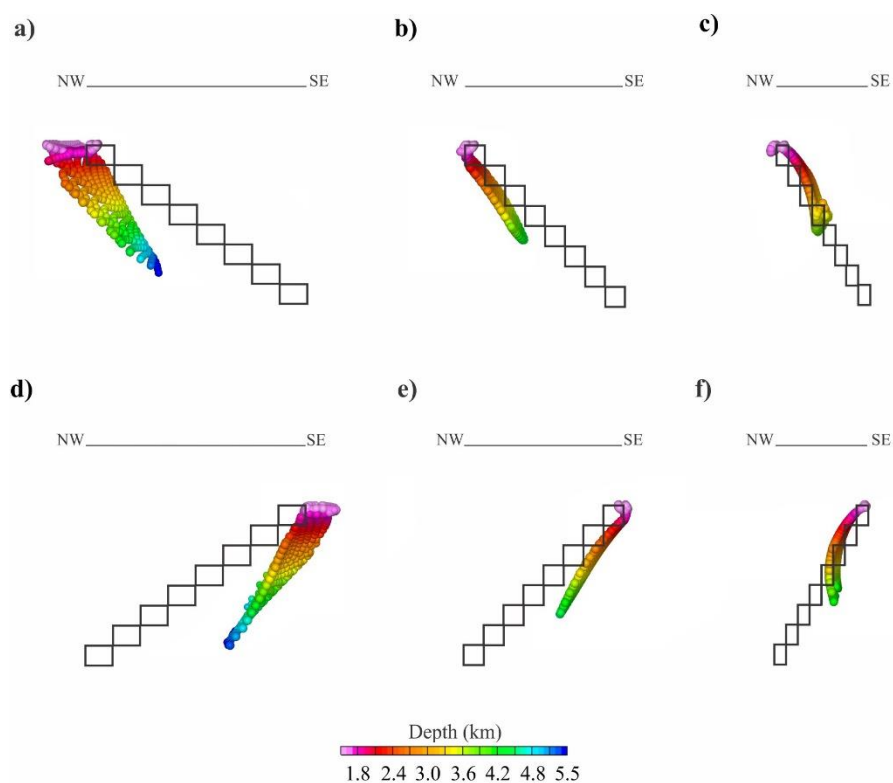 a) b) c)
NW SE NW SE NW SE
d) e) f)
NW SE NW SE NW SE
Depth (km)
1.8 2.4 3.0 3.6 4.2 4.8 5.5